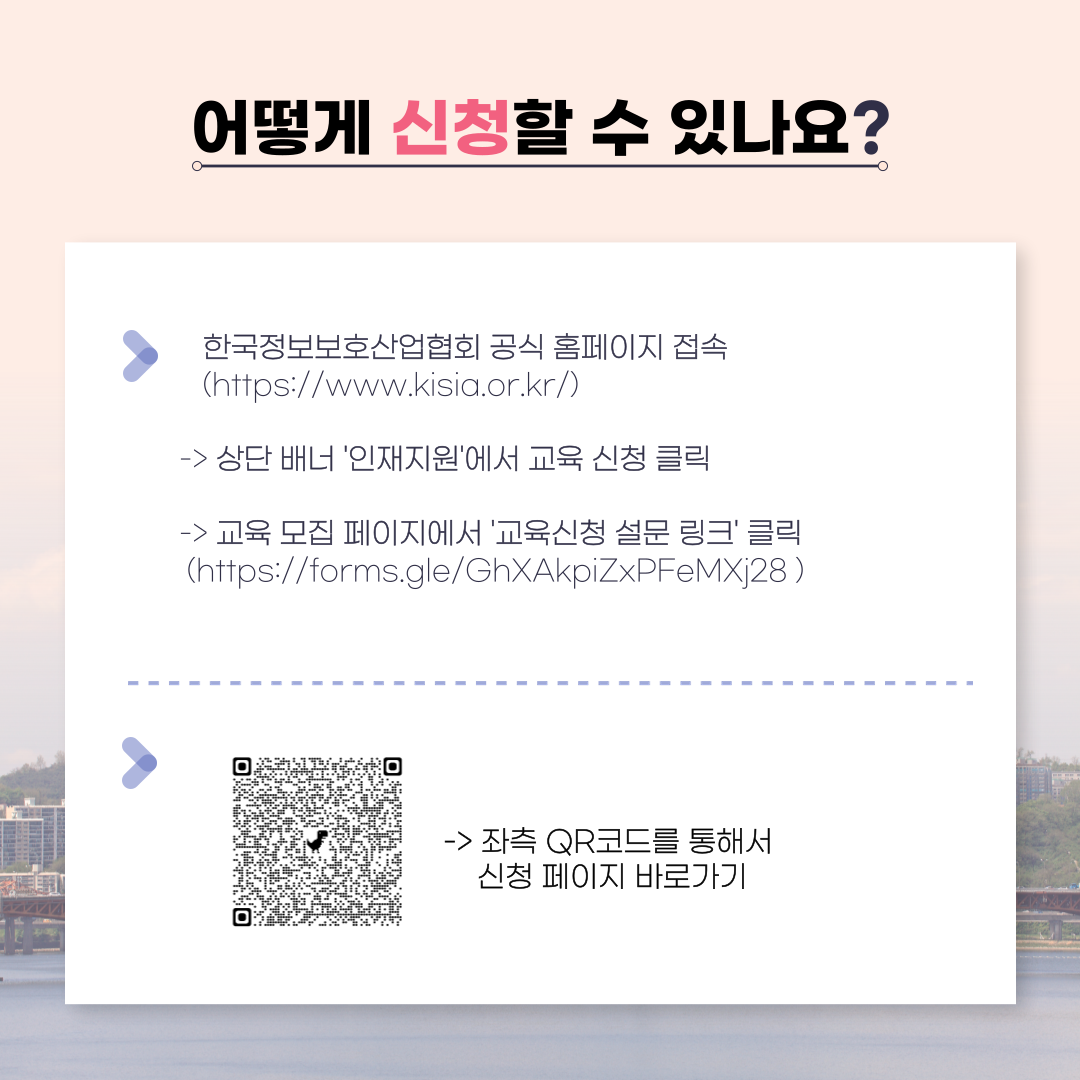 어떻게 신청할 수 있나요?
한국정보보호산업협회 공식 홈페이지 접속
(https://www.kisia.or.kr/)
-> 상단 배너 '인재지원'에서 교육 신청 클릭
-> 교육 모집 페이지에서 '교육신청 설문 링크' 클릭
(https://forms.gle/GhXAkpiZxPFeMXj28 )
-> 좌측 QR코드를 통해서
신청 페이지 바로가기